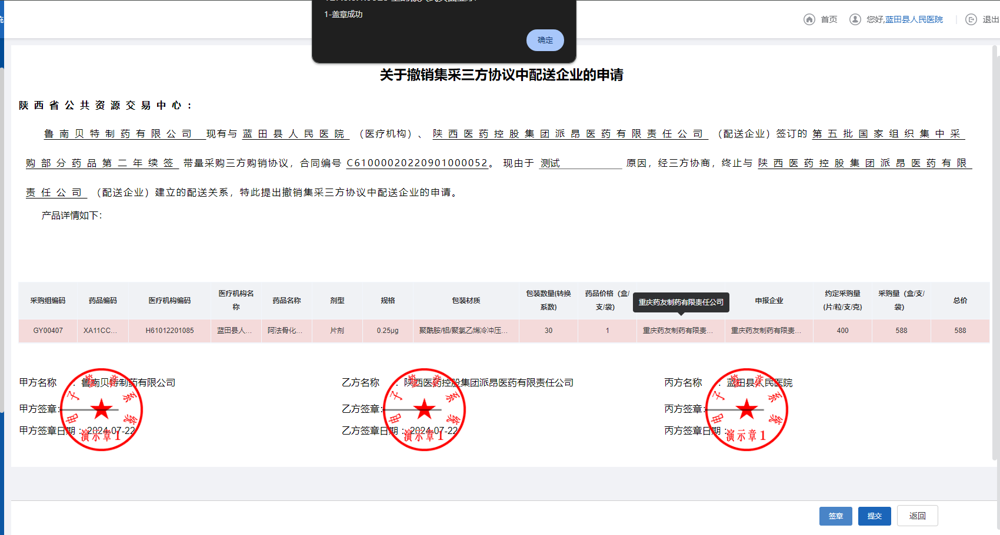 1-盖章成功
确定
首页 您好,蓝田县人民医院 退出
关于撤销集采三方协议中配送企业的申请
陕西省公共资源交易中心：
鲁南贝特制药有限公司 现有与 蓝田县人民医院 （医疗机构）、 陕西医药控股集团派昂医药有限责任公司 （配送企业）签订的 第五批国家组织集中采
购部分药品第二年续签 带量采购三方购销协议，合同编号 C61000020220901000052。 现由于 测试 原因，经三方协商，终止与 陕西医药控股集团派昂医药有限
责任公司 （配送企业）建立的配送关系，特此提出撤销集采三方协议中配送企业的申请。
产品详情如下：
采购组编码 药品编码 医疗机构编码 医疗机构名称 药品名称 剂型 规格 包装材质 包装数量(转换系数) 药品价格（盒/支/袋） 重庆药友制药有限责任公司 申报企业 约定采购量(片/粒/支/克) 采购量（盒/支/袋） 总价
GY00407 XA11CC... H61012201085 蓝田县人... 阿法骨化... 片剂 0.25μg 聚酰胺/铝/聚氯乙烯冷冲压... 30 1 重庆药友制药有限责... 重庆药友制药有限责... 400 588 588
甲方名称 ：鲁南贝特制药有限公司 乙方名称 ：陕西医药控股集团派昂医药有限责任公司 丙方名称 ：蓝田县人民医院
甲方签章： 乙方签章： 丙方签章：
甲方签章日期：2024-07-22 乙方签章日期：2024-07-22 丙方签章日期：
电子签章系统 演示章1
电子签章系统 演示章1
电子签章系统 演示章1
签章 提交 返回